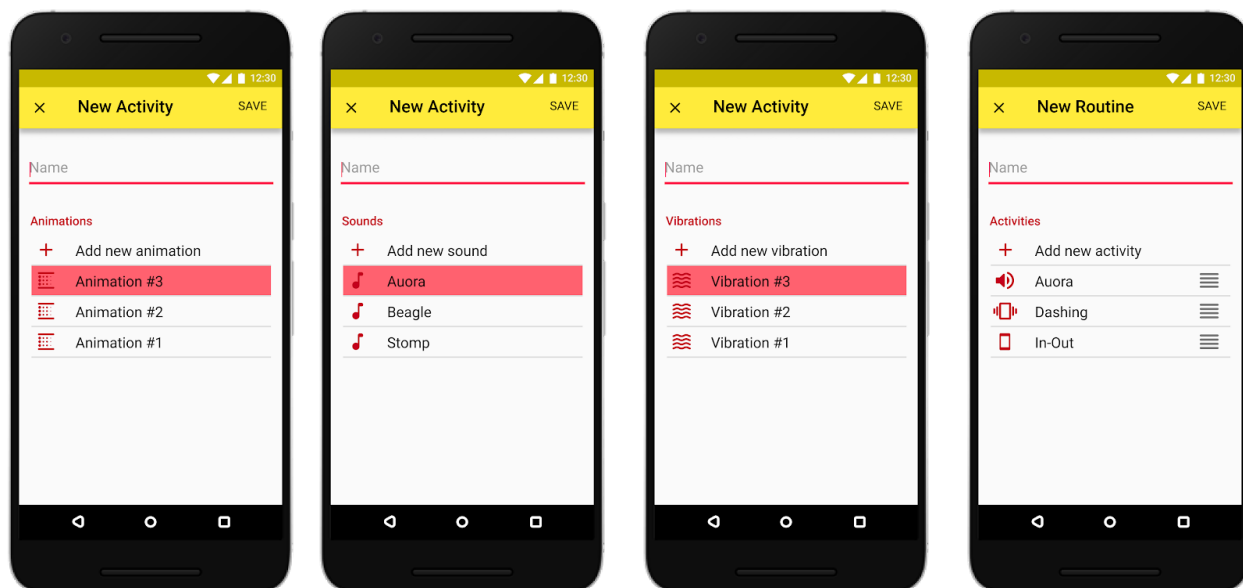 12:30
× New Activity SAVE
Name
Animations
+ Add new animation
Animation #3
Animation #2
Animation #1
12:30
× New Activity SAVE
Name
Sounds
+ Add new sound
Auora
Beagle
Stomp
12:30
× New Activity SAVE
Name
Vibrations
+ Add new vibration
Vibration #3
Vibration #2
Vibration #1
12:30
× New Routine SAVE
Name
Activities
+ Add new activity
Auora
Dashing
In-Out